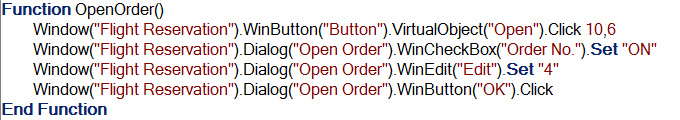 Function OpenOrder()
Window("Flight Reservation").WinButton("Button").VirtualObject("Open").Click 10,6
Window("Flight Reservation").Dialog("Open Order").WinCheckBox("Order No.").Set "ON"
Window("Flight Reservation").Dialog("Open Order").WinEdit("Edit").Set "4"
Window("Flight Reservation").Dialog("Open Order").WinButton("OK").Click
End Function